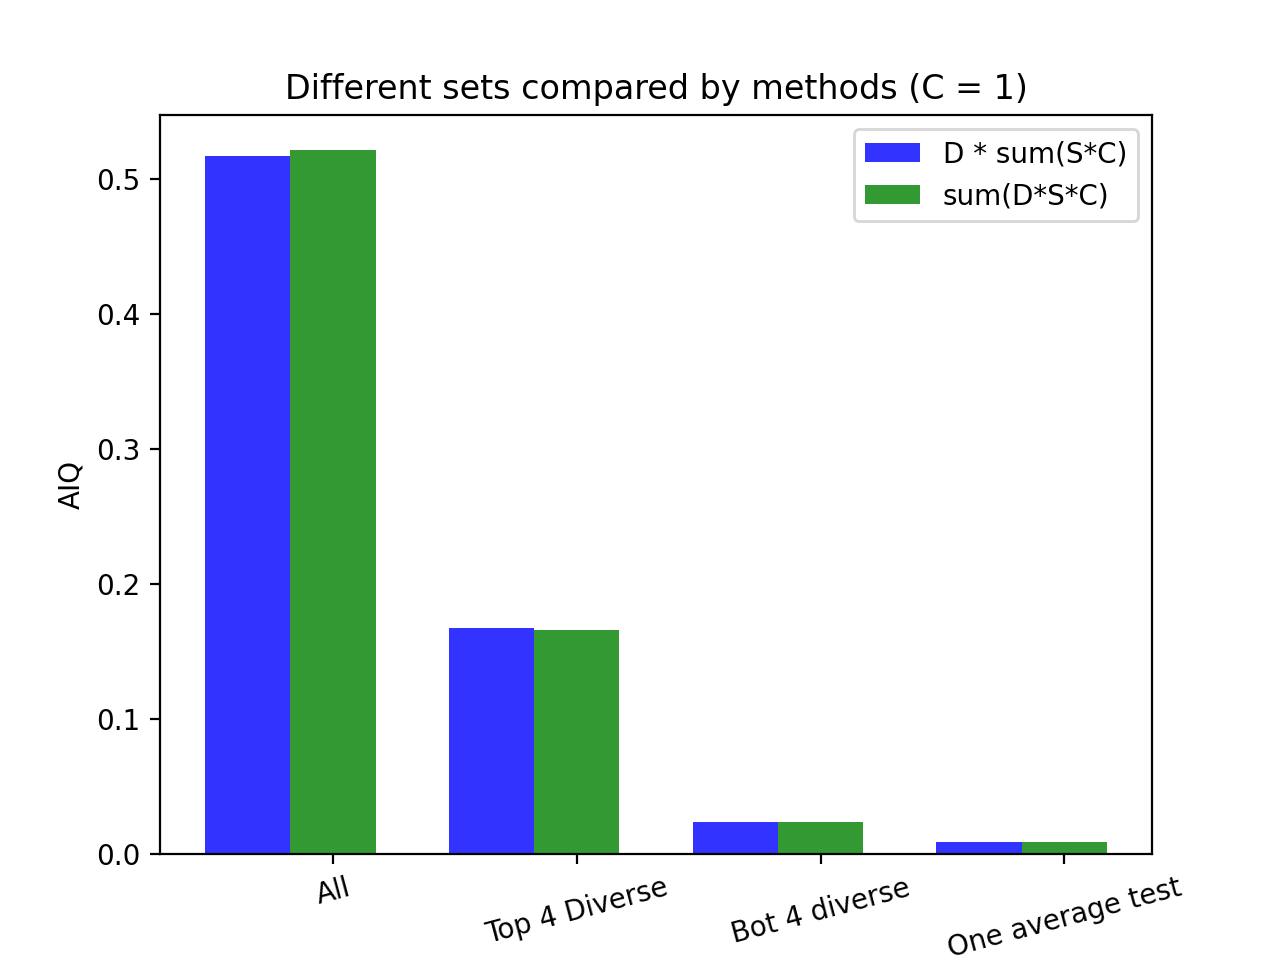 Different sets compared by methods (C = 1)
D * sum(S*C)
sum(D*S*C)
AIQ
0.5
0.4
0.3
0.2
0.1
0.0
All
Top 4 Diverse
Bot 4 diverse
One average test